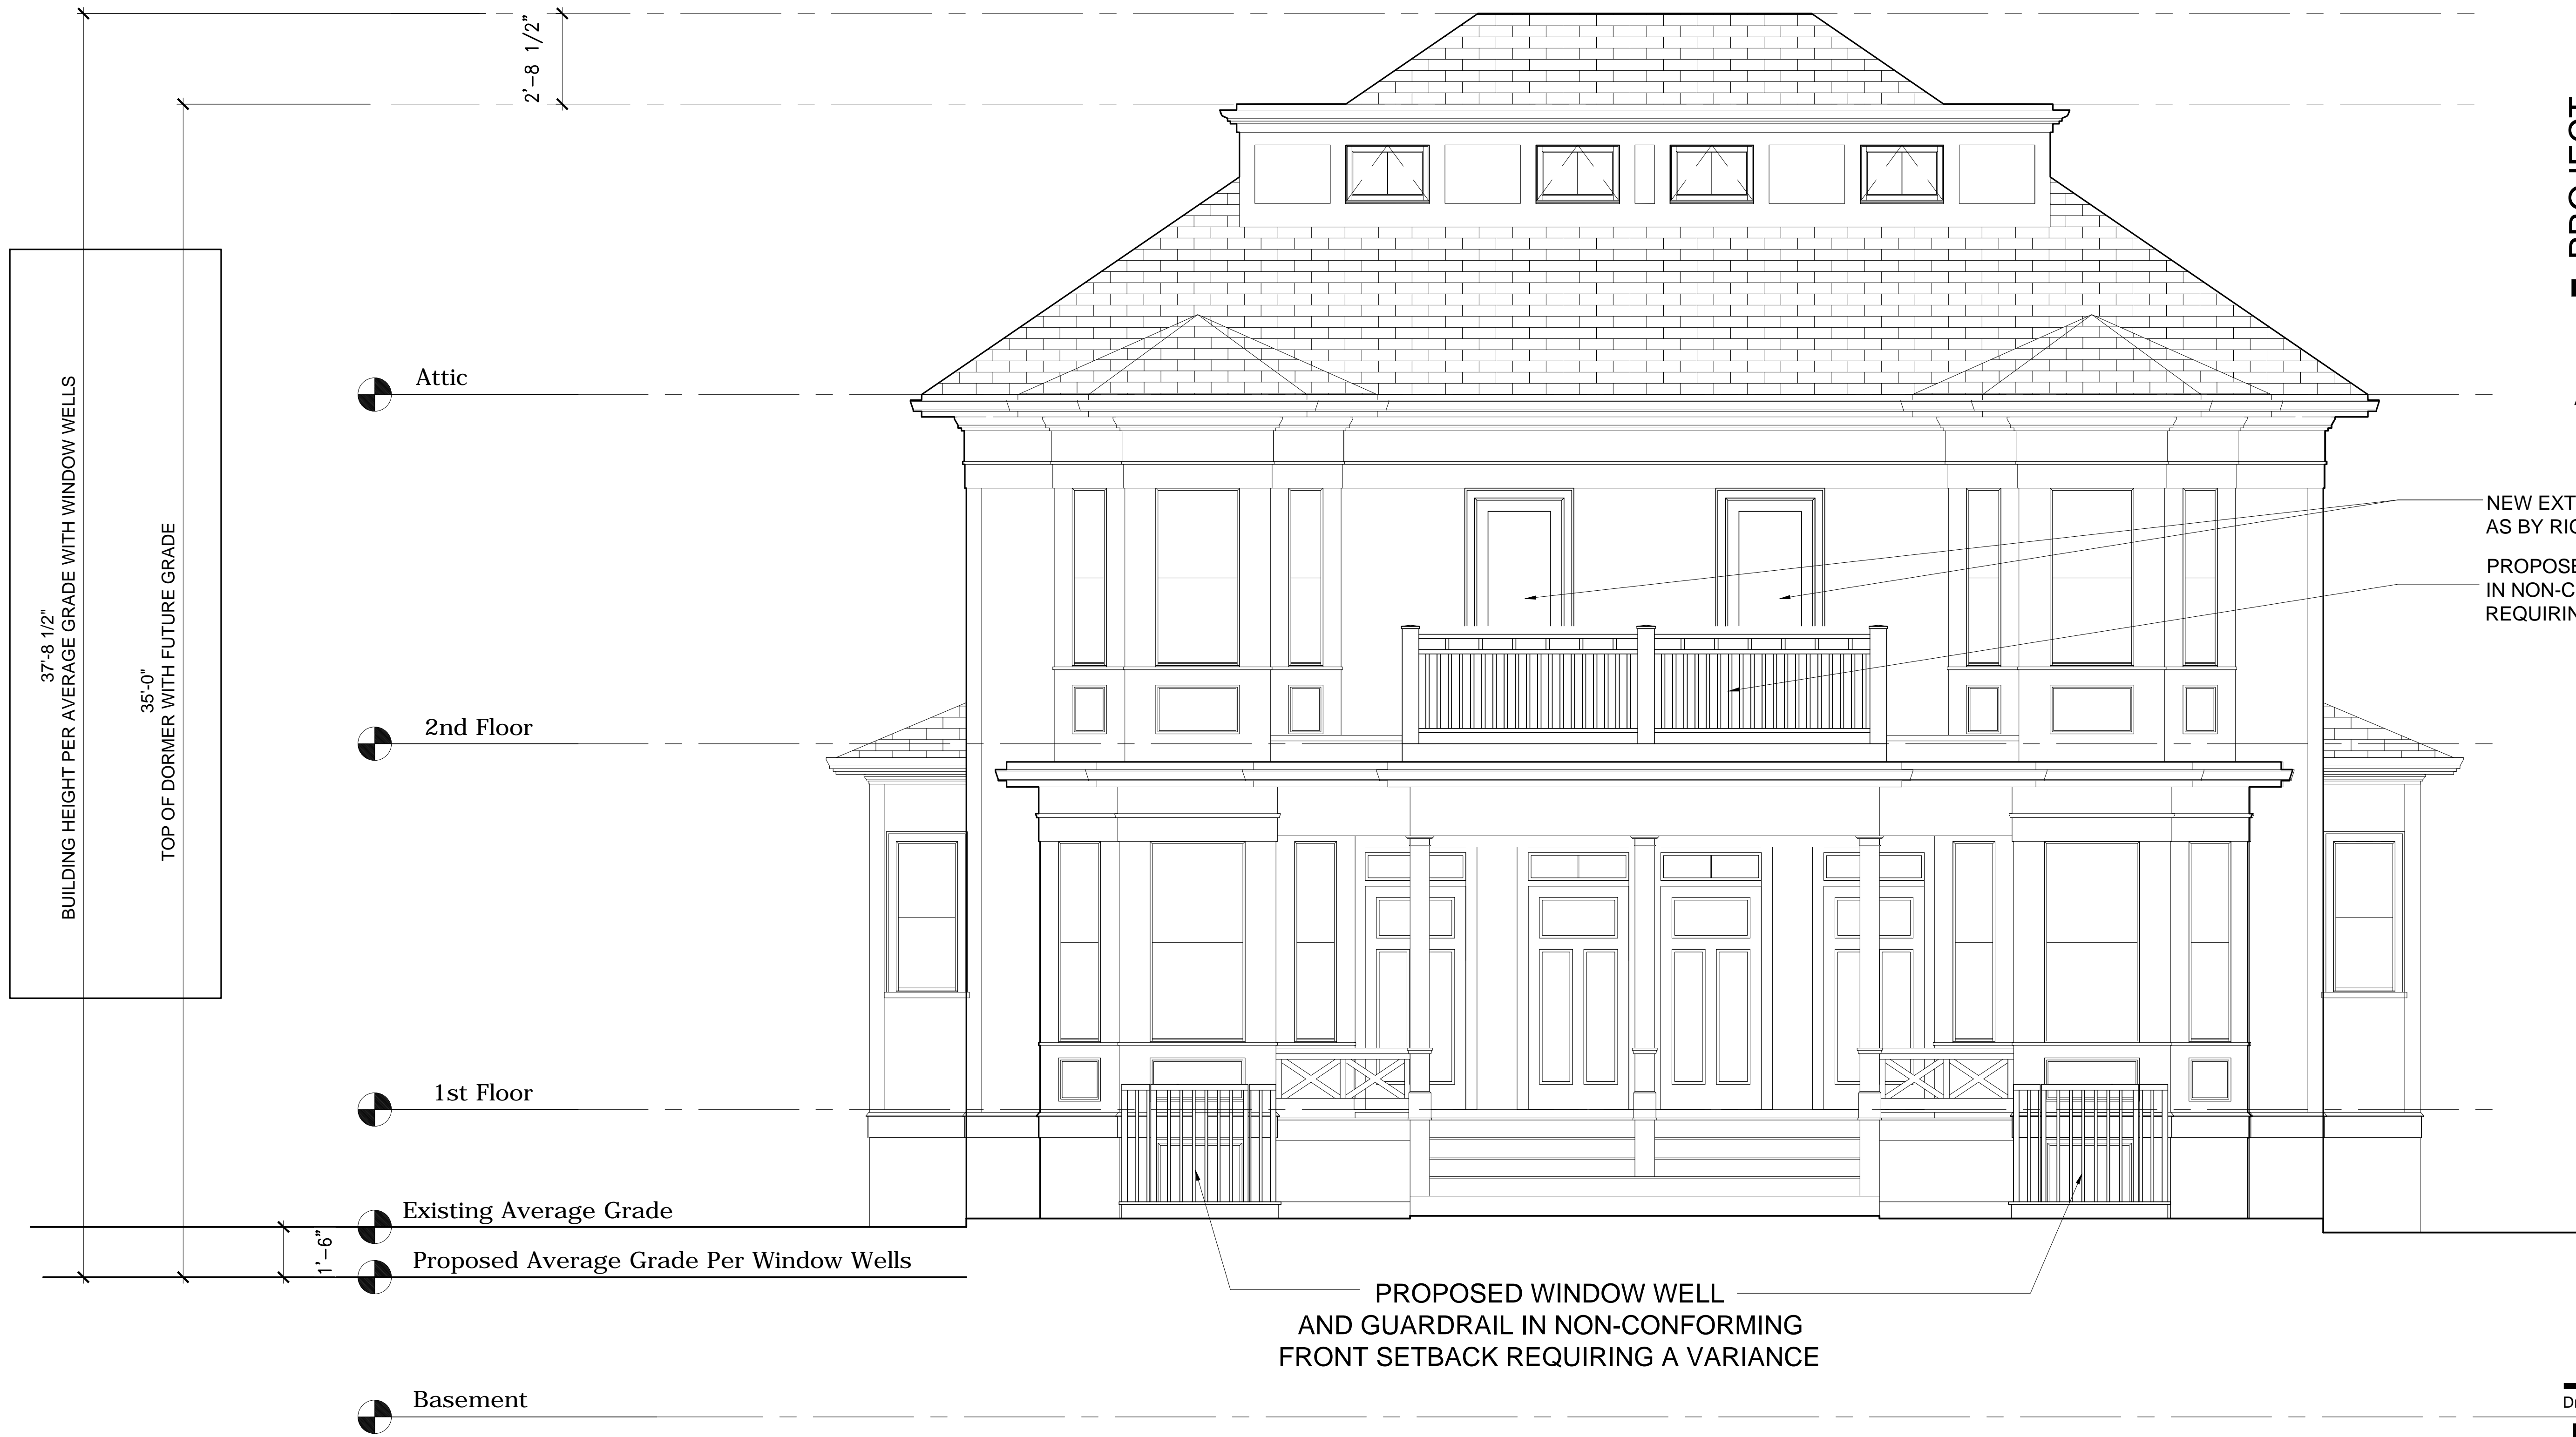 2'-8 1/2"
PROJECT
37'-8 1/2"
BUILDING HEIGHT PER AVERAGE GRADE WITH WINDOW WELLS
35'-0"
TOP OF DORMER WITH FUTURE GRADE
Attic
NEW EXT
AS BY RIG
PROPOSE
IN NON-C
REQUIRIN
2nd Floor
1st Floor
Existing Average Grade
1'-6"
Proposed Average Grade Per Window Wells
PROPOSED WINDOW WELL
AND GUARDRAIL IN NON-CONFORMING
FRONT SETBACK REQUIRING A VARIANCE
Basement